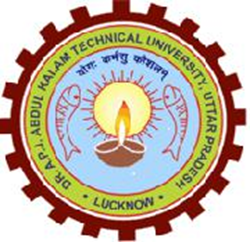 DR. A.P.J. ABDUL KALAM TECHNICAL UNIVERSITY, UTTAR PRADESH
योगः कर्मसु कौशलम्
• LUCKNOW •